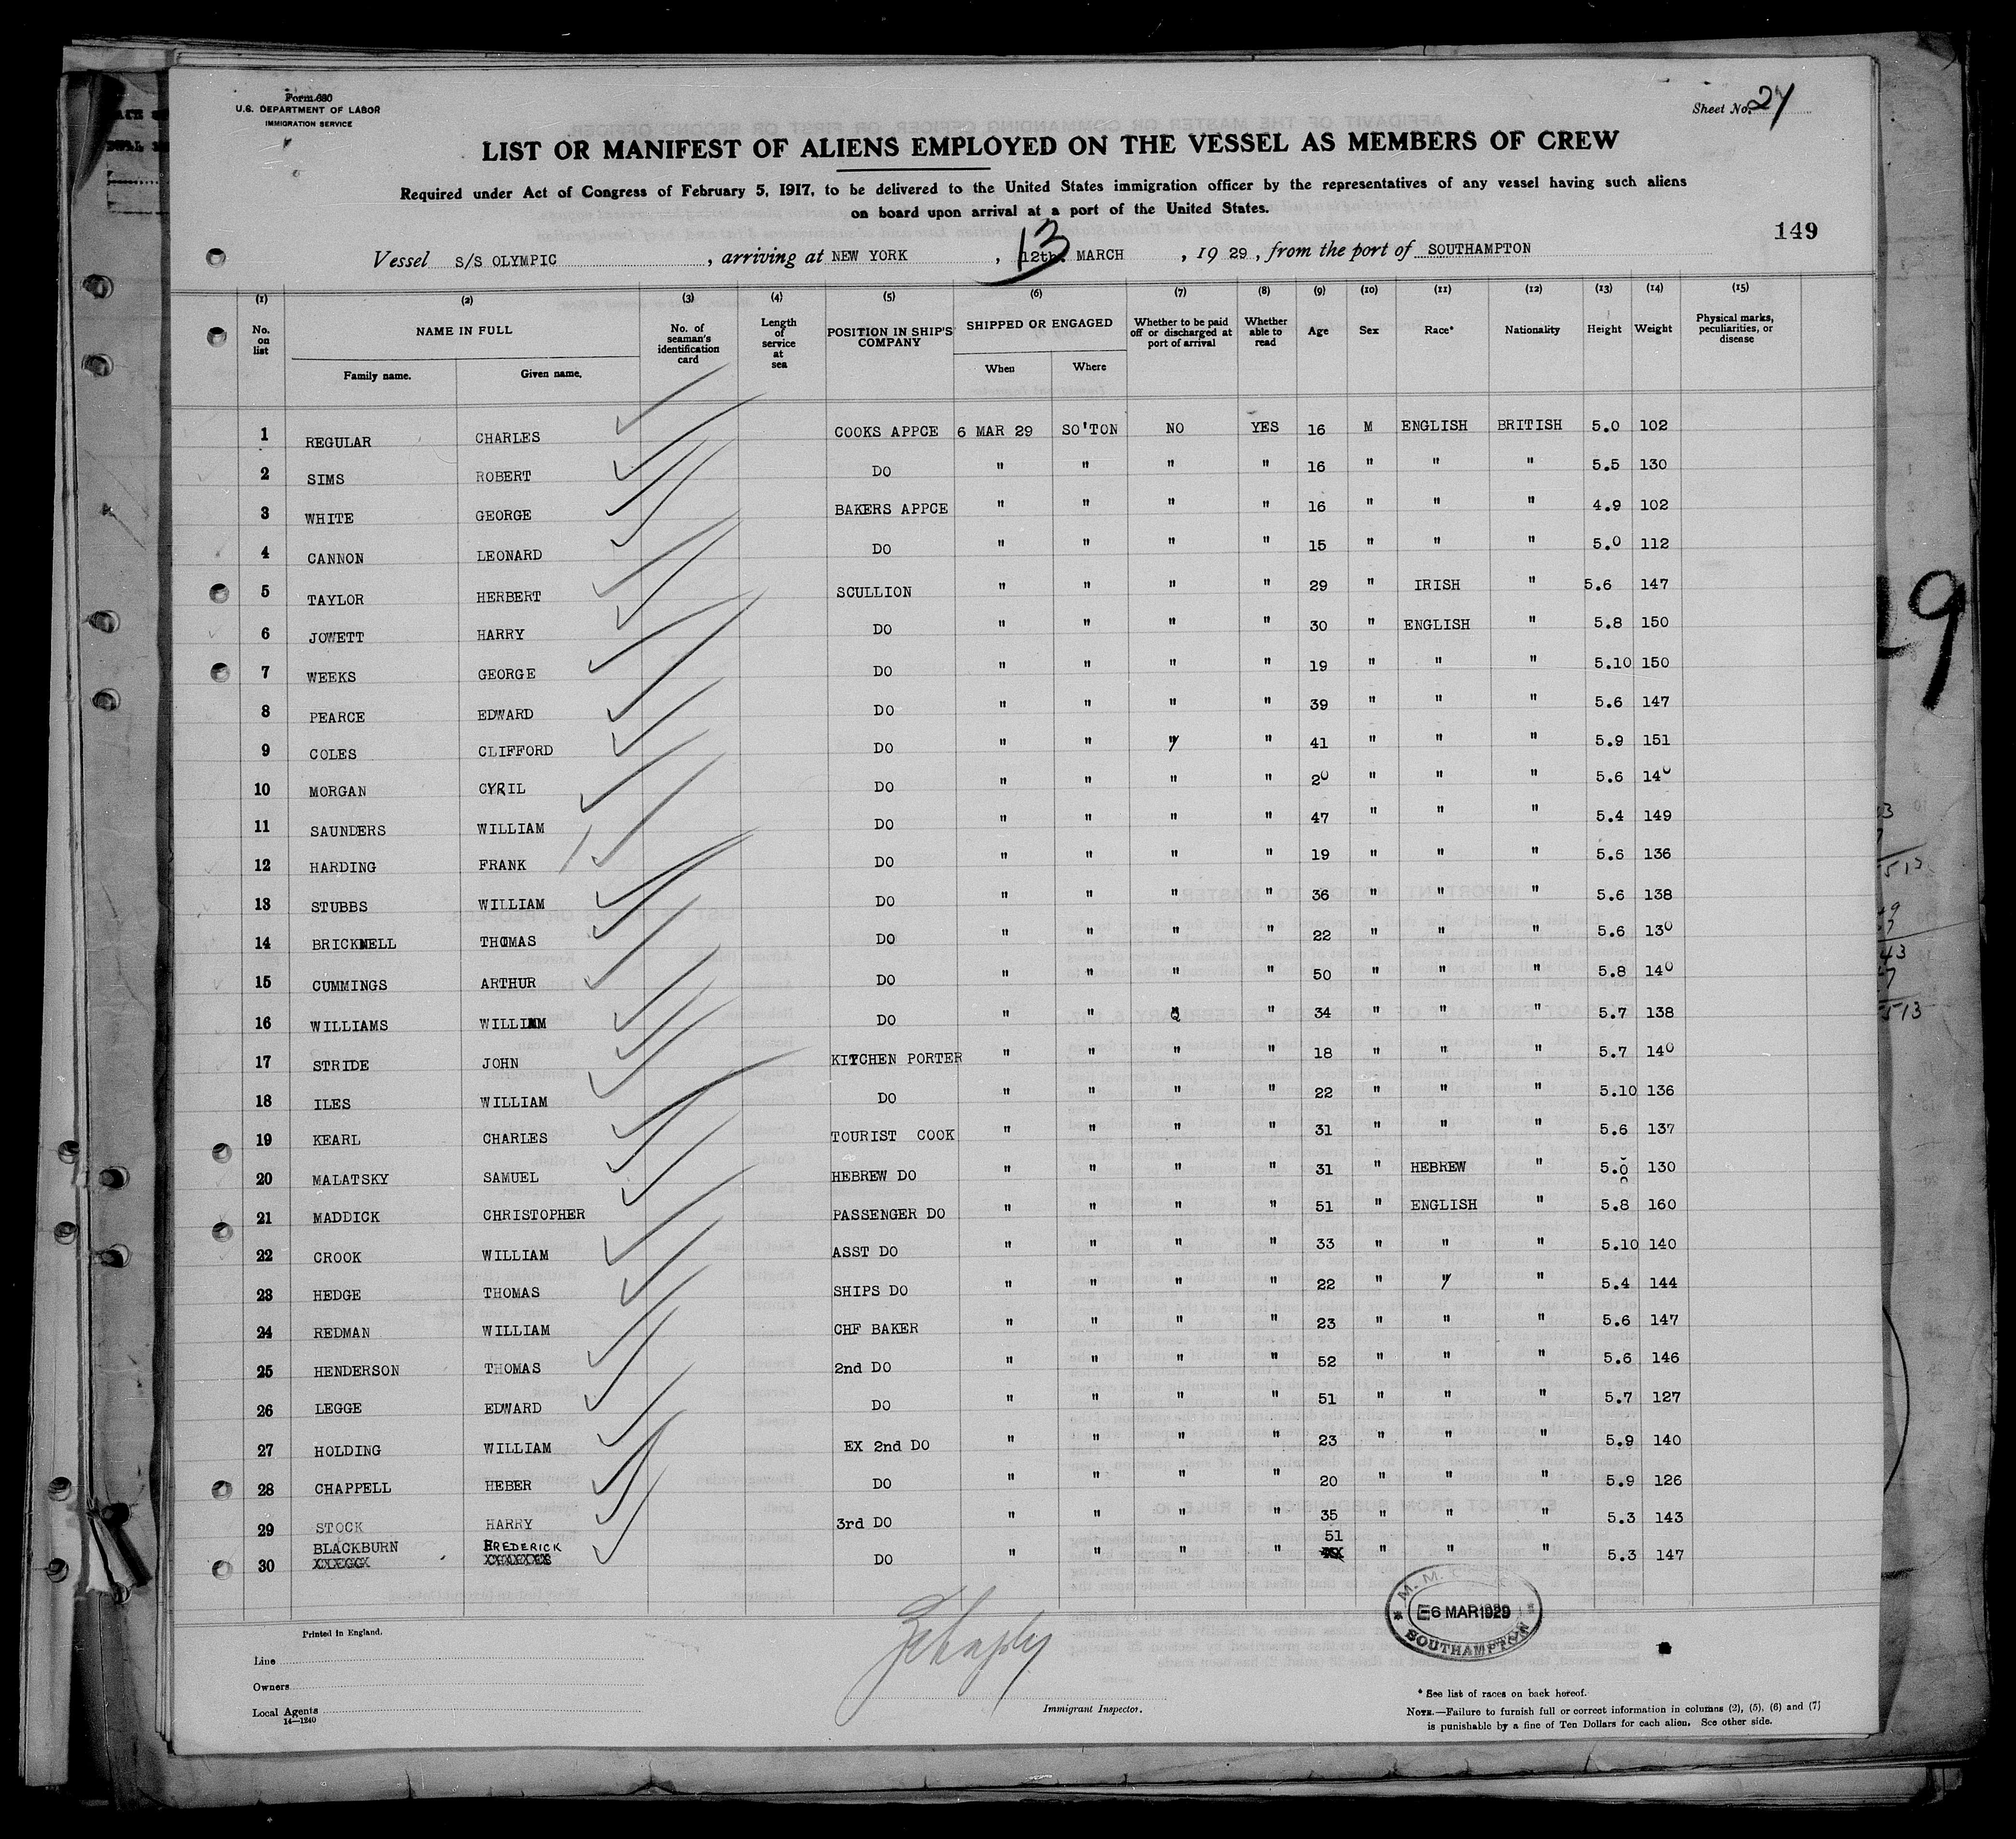 Form 680
U.S. DEPARTMENT OF LABOR
IMMIGRATION SERVICE
Sheet No. 27
LIST OR MANIFEST OF ALIENS EMPLOYED ON THE VESSEL AS MEMBERS OF CREW
Required under Act of Congress of February 5, 1917, to be delivered to the United States immigration officer by the representatives of any vessel having such aliens
on board upon arrival at a port of the United States.
149
Vessel S/S OLYMPIC, arriving at NEW YORK, 12th. 13 MARCH, 1929, from the port of SOUTHAMPTON
(1) (2) (3) (4) (5) (6) (7) (8) (9) (10) (11) (12) (13) (14) (15)
No. on list NAME IN FULL Family name. Given name. No. of seaman's identification card Length of service at sea POSITION IN SHIP'S COMPANY SHIPPED OR ENGAGED When Where Whether to be paid off or discharged at port of arrival Whether able to read Age Sex Race* Nationality Height Weight Physical marks, peculiarities, or disease
1 REGULAR CHARLES COOKS APPCE 6 MAR 29 SO'TON NO YES 16 M ENGLISH BRITISH 5.0 102
2 SIMS ROBERT DO " " " " 16 " " " 5.5 130
3 WHITE GEORGE BAKERS APPCE " " " " 16 " " " 4.9 102
4 CANNON LEONARD DO " " " " 15 " " " 5.0 112
5 TAYLOR HERBERT SCULLION " " " " 29 " IRISH " 5.6 147
6 JOWETT HARRY DO " " " " 30 " ENGLISH " 5.8 150
7 WEEKS GEORGE DO " " " " 19 " " " 5.10 150
8 PEARCE EDWARD DO " " " " 39 " " " 5.6 147
9 COLES CLIFFORD DO " " " " 41 " " " 5.9 151
10 MORGAN CYRIL DO " " " " 20 " " " 5.6 140
11 SAUNDERS WILLIAM DO " " " " 47 " " " 5.4 149
12 HARDING FRANK DO " " " " 19 " " " 5.6 136
13 STUBBS WILLIAM DO " " " " 36 " " " 5.6 138
14 BRICKNELL THOMAS DO " " " " 22 " " " 5.6 130
15 CUMMINGS ARTHUR DO " " " " 50 " " " 5.8 140
16 WILLIAMS WILLIAM DO " " " " 34 " " " 5.7 138
17 STRIDE JOHN KITCHEN PORTER " " " " 18 " " " 5.7 140
18 ILES WILLIAM DO " " " " 22 " " " 5.10 136
19 KEARL CHARLES TOURIST COOK " " " " 31 " " " 5.6 137
20 MALATSKY SAMUEL HEBREW DO " " " " 31 " HEBREW " 5.0 130
21 MADDICK CHRISTOPHER PASSENGER DO " " " " 51 " ENGLISH " 5.8 160
22 CROOK WILLIAM ASST DO " " " " 33 " " " 5.10 140
23 HEDGE THOMAS SHIPS DO " " " " 22 " " " 5.4 144
24 REDMAN WILLIAM CHF BAKER " " " " 23 " " " 5.6 147
25 HENDERSON THOMAS 2nd DO " " " " 52 " " " 5.6 146
26 LEGGE EDWARD DO " " " " 51 " " " 5.7 127
27 HOLDING WILLIAM EX 2nd DO " " " " 23 " " " 5.9 140
28 CHAPPELL HEBER DO " " " " 20 " " " 5.9 126
29 STOCK HARRY 3rd DO " " " " 35 " " " 5.3 143
30 BLACKBURN FREDERICK DO " " " " 51 " " " 5.3 147
6 MAR 1929
SOUTHAMPTON
Printed in England.
Line
Owners
Local Agents
14—1240
Immigrant Inspector.
* See list of races on back hereof.
NOTE.—Failure to furnish full or correct information in columns (2), (5), (6) and (7)
is punishable by a fine of Ten Dollars for each alien. See other side.